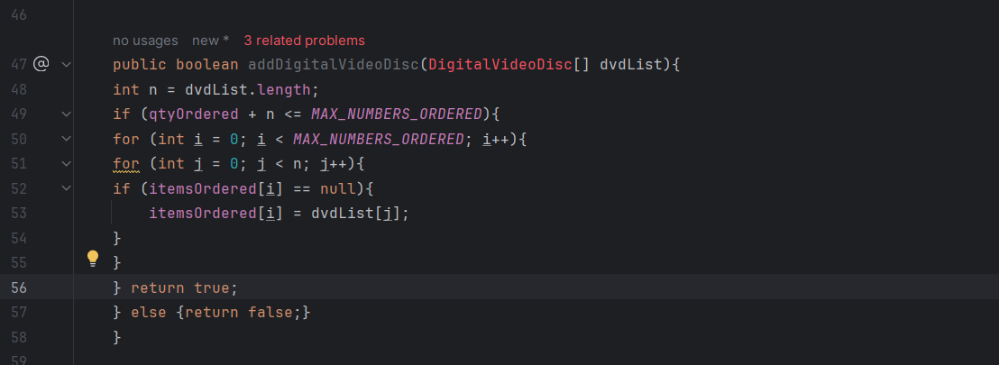 46
no usages new * 3 related problems
47 @ public boolean addDigitalVideoDisc(DigitalVideoDisc[] dvdList){
48 int n = dvdList.length;
49 if (qtyOrdered + n <= MAX_NUMBERS_ORDERED){
50 for (int i = 0; i < MAX_NUMBERS_ORDERED; i++){
51 for (int j = 0; j < n; j++){
52 if (itemsOrdered[i] == null){
53 itemsOrdered[i] = dvdList[j];
54 }
55 }
56 } return true;
57 } else {return false;}
58 }
59